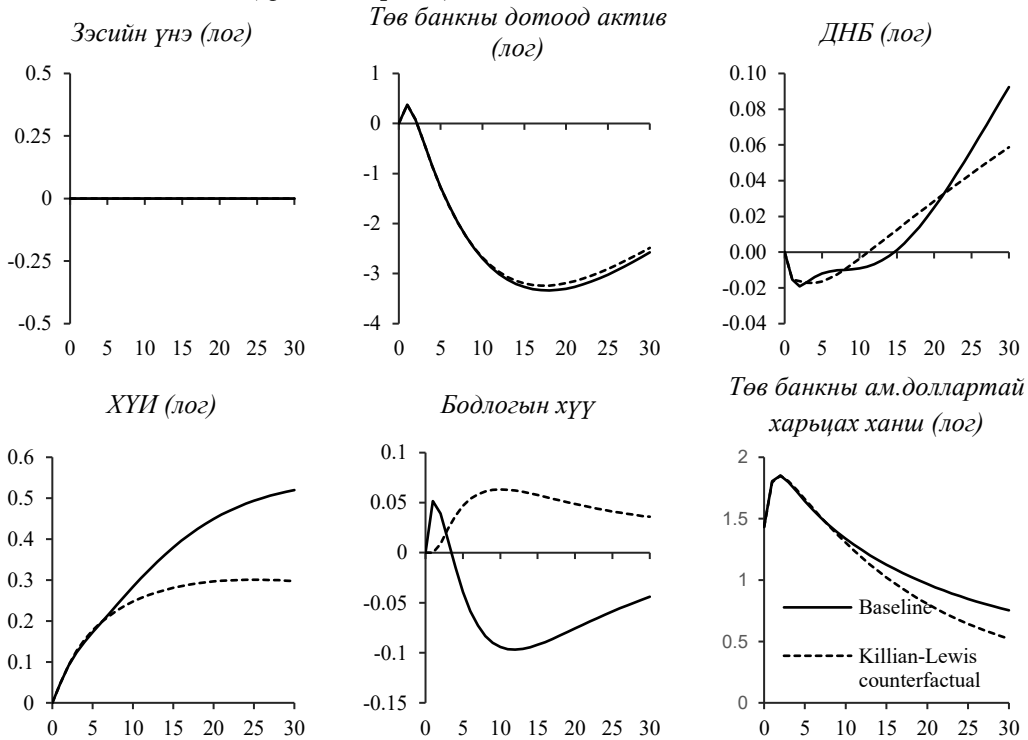 Зэсийн үнэ (лог)
0.5
0.25
0
-0.25
-0.5
0 5 10 15 20 25 30
Төв банкны дотоод актив
(лог)
1
0
-1
-2
-3
-4
0 5 10 15 20 25 30
ДНБ (лог)
0.10
0.08
0.06
0.04
0.02
0.00
-0.02
-0.04
0 5 10 15 20 25 30
ХҮИ (лог)
0.6
0.5
0.4
0.3
0.2
0.1
0
0 5 10 15 20 25 30
Бодлогын хүү
0.1
0.05
0
-0.05
-0.1
-0.15
0 5 10 15 20 25 30
Төв банкны ам.доллартай
харьцах ханш (лог)
2
1.5
1
0.5
0
Baseline
Killian-Lewis
counterfactual
0 5 10 15 20 25 30